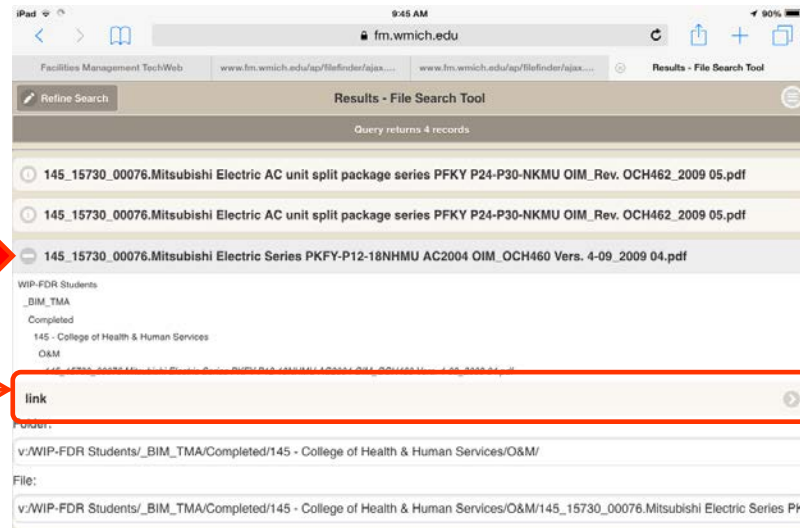 iPad 9:45 AM 90%
fm.wmich.edu
Facilities Management TechWeb www.fm.wmich.edu/ap/filefinder/ajax.... www.fm.wmich.edu/ap/filefinder/ajax.... Results - File Search Tool
Refine Search Results - File Search Tool
Query returns 4 records
145_15730_00076.Mitsubishi Electric AC unit split package series PFKY P24-P30-NKMU OIM_Rev. OCH462_2009 05.pdf
145_15730_00076.Mitsubishi Electric AC unit split package series PFKY P24-P30-NKMU OIM_Rev. OCH462_2009 05.pdf
145_15730_00076.Mitsubishi Electric Series PKFY-P12-18NHMU AC2004 OIM_OCH460 Vers. 4-09_2009 04.pdf
WIP-FDR Students
_BIM_TMA
Completed
145 - College of Health & Human Services
O&M
link
Folder:
v:/WIP-FDR Students/_BIM_TMA/Completed/145 - College of Health & Human Services/O&M/
File:
v:/WIP-FDR Students/_BIM_TMA/Completed/145 - College of Health & Human Services/O&M/145_15730_00076.Mitsubishi Electric Series